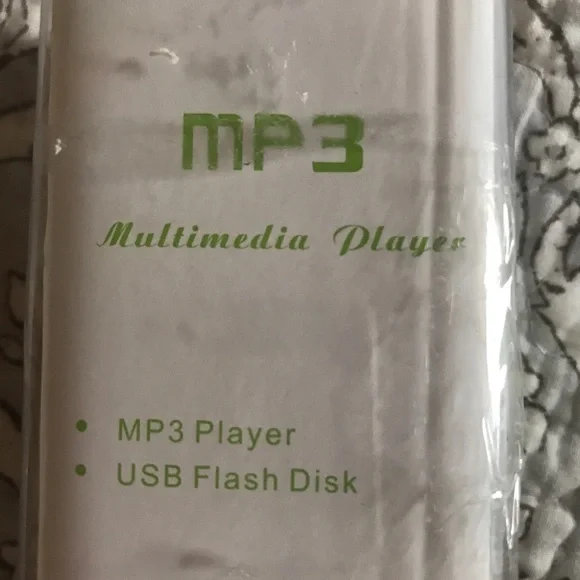 MP3
Multimedia Player
• MP3 Player
• USB Flash Disk